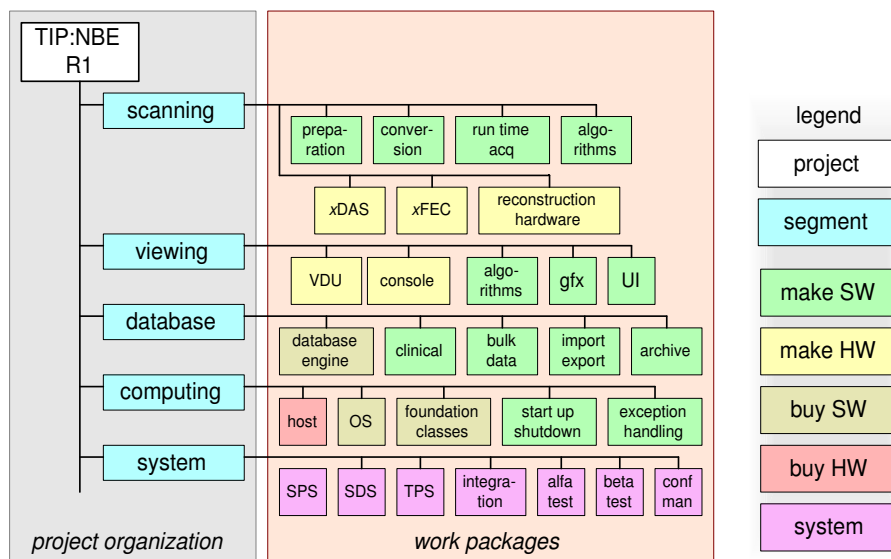 TIP:NBE
R1
scanning
prepa-
ration
conver-
sion
run time
acq
algo-
rithms
xDAS
xFEC
reconstruction
hardware
viewing
VDU
console
algo-
rithms
gfx
UI
database
database
engine
clinical
bulk
data
import
export
archive
computing
host
OS
foundation
classes
start up
shutdown
exception
handling
system
SPS
SDS
TPS
integra-
tion
alfa
test
beta
test
conf
man
project organization
work packages
legend
project
segment
make SW
make HW
buy SW
buy HW
system